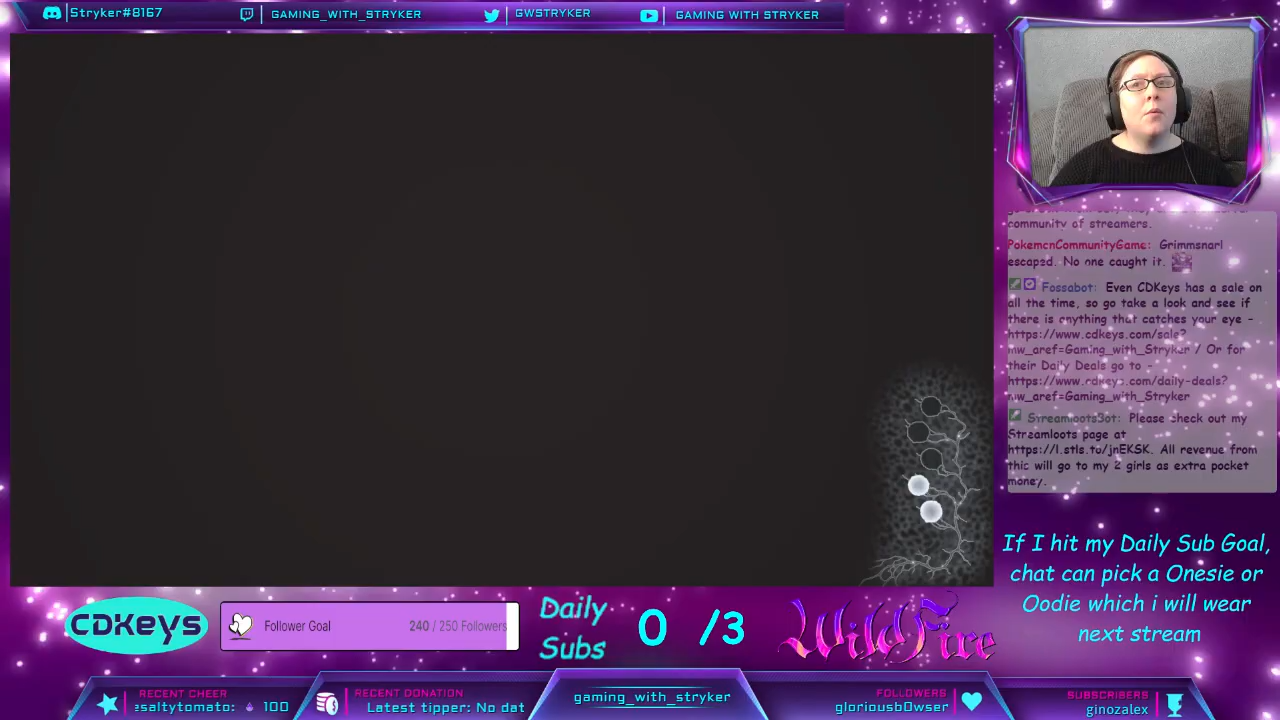 Stryker#8167
GAMING_WITH_STRYKER
GWSTRYKER
GAMING WITH STRYKER
community of streamers.
PokemonCommunityGame: Grimmsnarl
escaped. No one caught it.
Fossabot: Even CDKeys has a sale on
all the time, so go take a look and see if
there is anything that catches your eye -
https://www.cdkeys.com/sale?
mw_aref=Gaming_with_Stryker / Or for
their Daily Deals go to -
https://www.cdkeys.com/daily-deals?
mw_aref=Gaming_with_Stryker
StreamlootsBot: Please check out my
Streamloots page at
https://l.stls.to/jnEKSK. All revenue from
this will go to my 2 girls as extra pocket
money.
If I hit my Daily Sub Goal,
chat can pick a Onesie or
Oodie which i will wear
next stream
CDKeys
Follower Goal
240 / 250 Followers
Daily
Subs
0 /3
WildFire
RECENT CHEER
esaltytomato: 100
RECENT DONATION
Latest tipper: No dat
gaming_with_stryker
FOLLOWERS
gloriousb0wser
SUBSCRIBERS
ginozalex